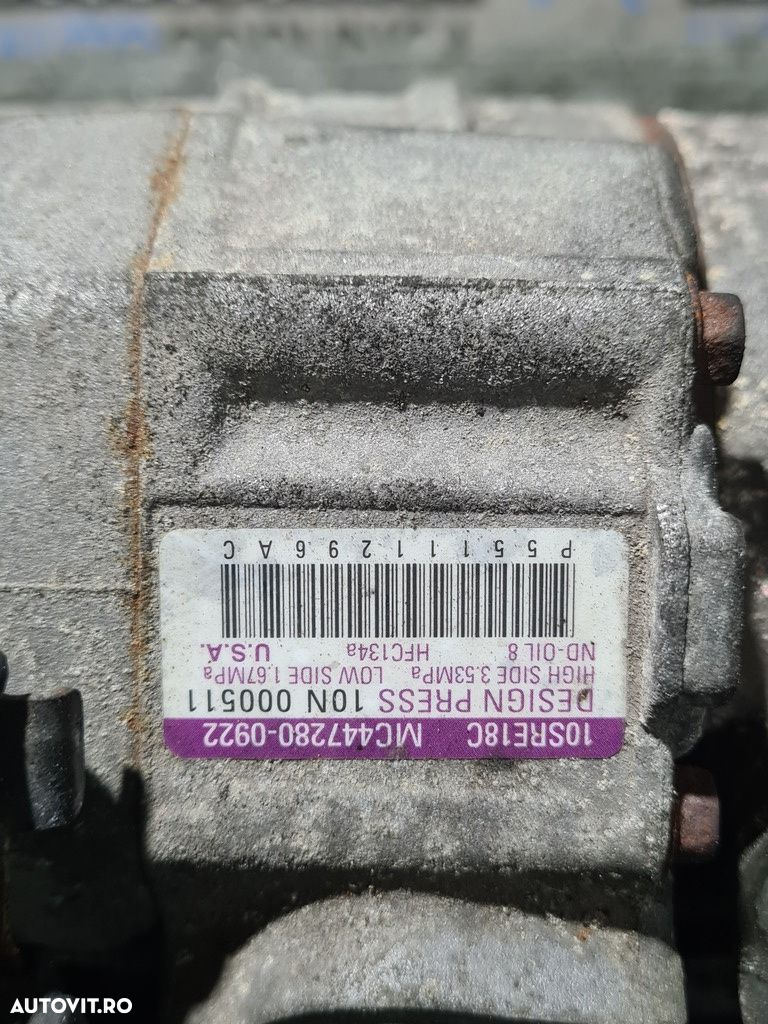 10SRE18C MC447280-0922
DESIGN PRESS 10N 000511
HIGH SIDE 3.53MPa LOW SIDE 1.67MPa
ND-OIL 8 HFC134a U.S.A.
P55111296AC
AUTOVIT.RO